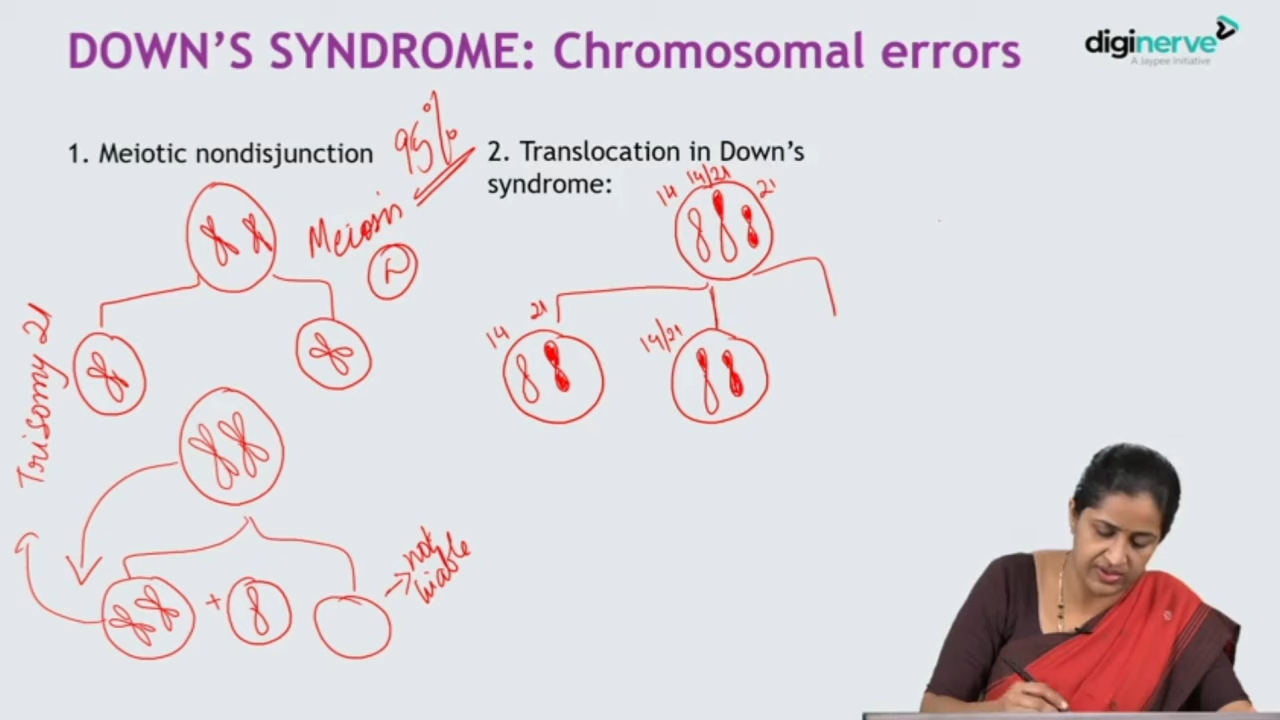 DOWN'S SYNDROME: Chromosomal errors
diginerve
A Jaypee Initiative
1. Meiotic nondisjunction
95%
Meiosis
I
Trisomy 21
+
not
viable
2. Translocation in Down's
syndrome:
14
14/21
21
14
21
14/21